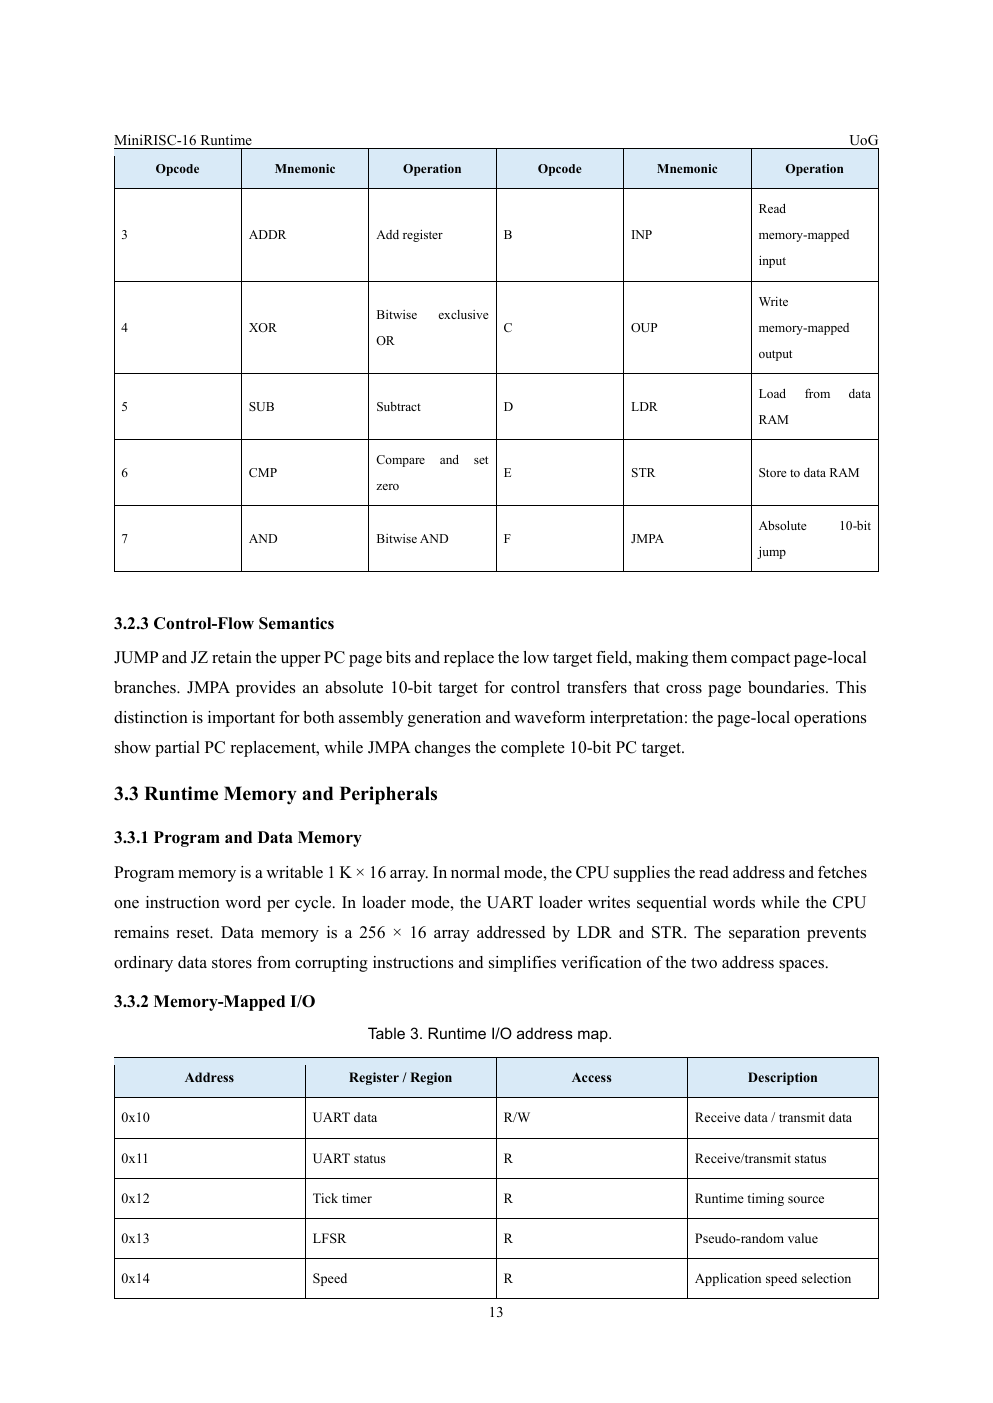 MiniRISC-16 Runtime UoG
Opcode Mnemonic Operation Opcode Mnemonic Operation
3 ADDR Add register B INP Read memory-mapped input
4 XOR Bitwise exclusive OR C OUP Write memory-mapped output
5 SUB Subtract D LDR Load from data RAM
6 CMP Compare and set zero E STR Store to data RAM
7 AND Bitwise AND F JMPA Absolute 10-bit jump
3.2.3 Control-Flow Semantics
JUMP and JZ retain the upper PC page bits and replace the low target field, making them compact page-local
branches. JMPA provides an absolute 10-bit target for control transfers that cross page boundaries. This
distinction is important for both assembly generation and waveform interpretation: the page-local operations
show partial PC replacement, while JMPA changes the complete 10-bit PC target.
3.3 Runtime Memory and Peripherals
3.3.1 Program and Data Memory
Program memory is a writable 1 K × 16 array. In normal mode, the CPU supplies the read address and fetches
one instruction word per cycle. In loader mode, the UART loader writes sequential words while the CPU
remains reset. Data memory is a 256 × 16 array addressed by LDR and STR. The separation prevents
ordinary data stores from corrupting instructions and simplifies verification of the two address spaces.
3.3.2 Memory-Mapped I/O
Table 3. Runtime I/O address map.
Address Register / Region Access Description
0x10 UART data R/W Receive data / transmit data
0x11 UART status R Receive/transmit status
0x12 Tick timer R Runtime timing source
0x13 LFSR R Pseudo-random value
0x14 Speed R Application speed selection
13